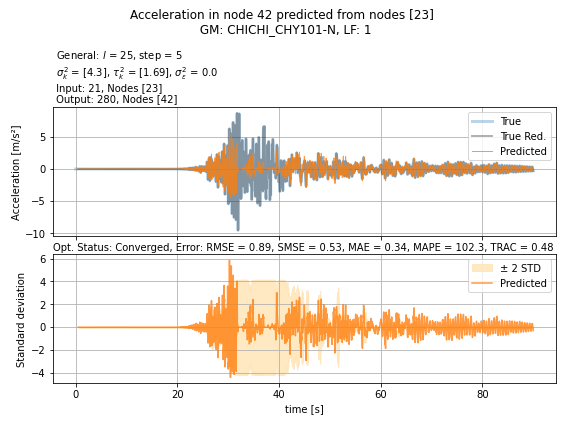 Acceleration in node 42 predicted from nodes [23]
GM: CHICHI_CHY101-N, LF: 1
General: l = 25, step = 5
σ²ₖ = [4.3], τ²ₖ = [1.69], σ²ε = 0.0
Input: 21, Nodes [23]
Output: 280, Nodes [42]
Acceleration [m/s²]
5
0
−5
−10
True
True Red.
Predicted
Opt. Status: Converged, Error: RMSE = 0.89, SMSE = 0.53, MAE = 0.34, MAPE = 102.3, TRAC = 0.48
Standard deviation
6
4
2
0
−2
−4
± 2 STD
Predicted
0 20 40 60 80
time [s]